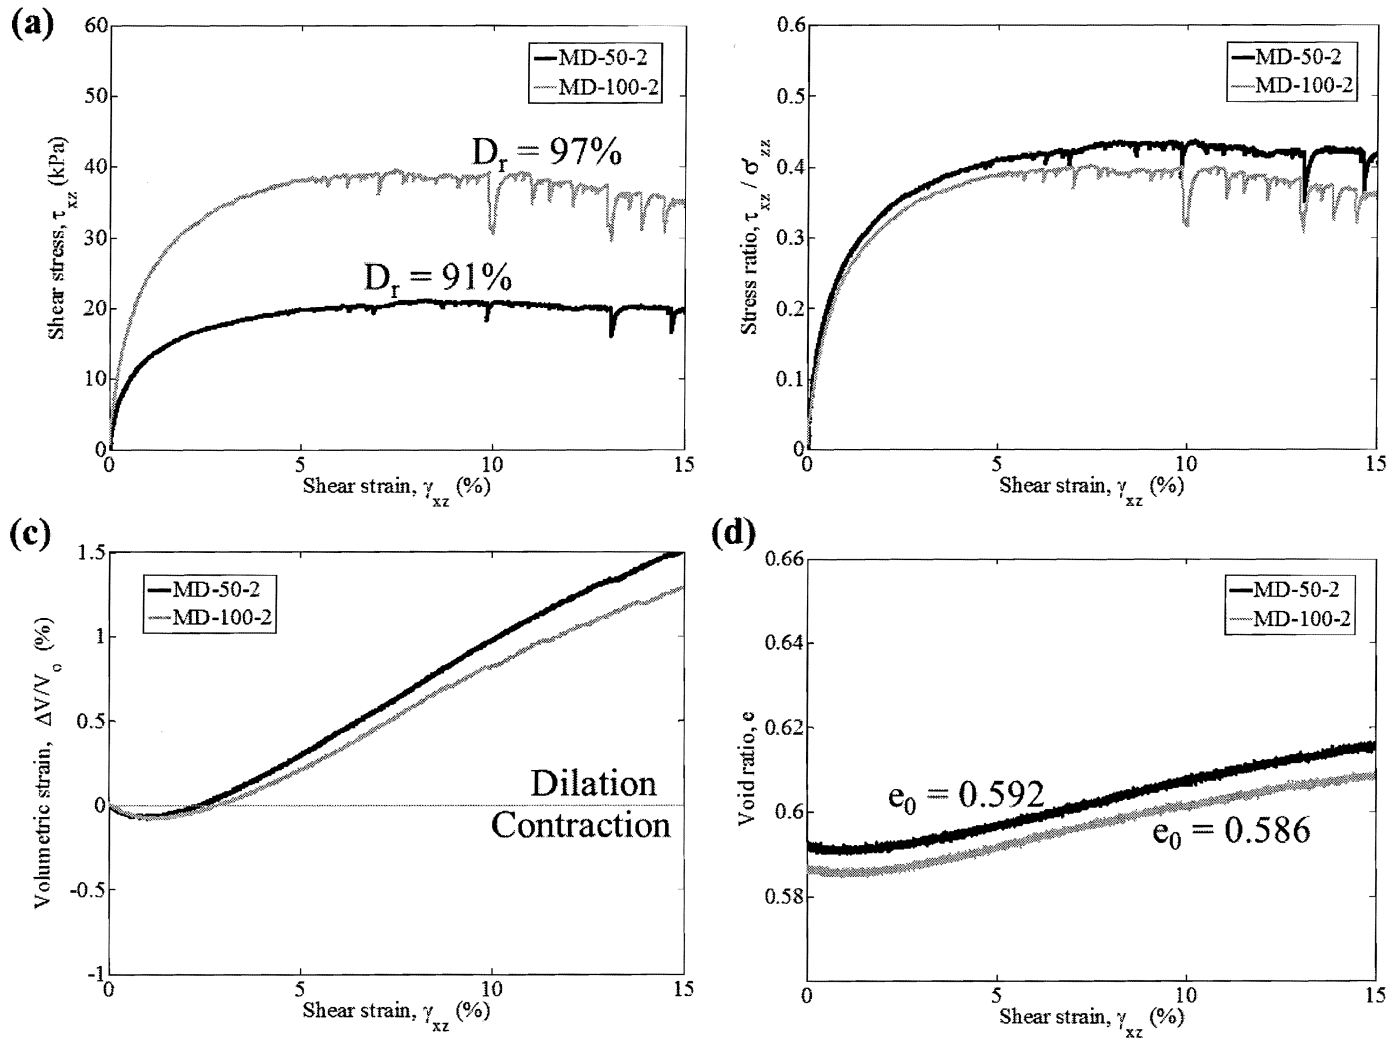 (a)
60
50
40
30
20
10
0
Shear stress, τxz (kPa)
MD-50-2
MD-100-2
Dr = 97%
Dr = 91%
0 5 10 15
Shear strain, γxz (%)
0.6
0.5
0.4
0.3
0.2
0.1
0
Stress ratio, τxz / σ'zz
MD-50-2
MD-100-2
0 5 10 15
Shear strain, γxz (%)
(c)
1.5
1
0.5
0
-0.5
-1
Volumetric strain, ΔV/Vo (%)
MD-50-2
MD-100-2
Dilation
Contraction
0 5 10 15
Shear strain, γxz (%)
(d)
0.66
0.64
0.62
0.6
0.58
Void ratio, e
MD-50-2
MD-100-2
e0 = 0.592
e0 = 0.586
0 5 10 15
Shear strain, γxz (%)